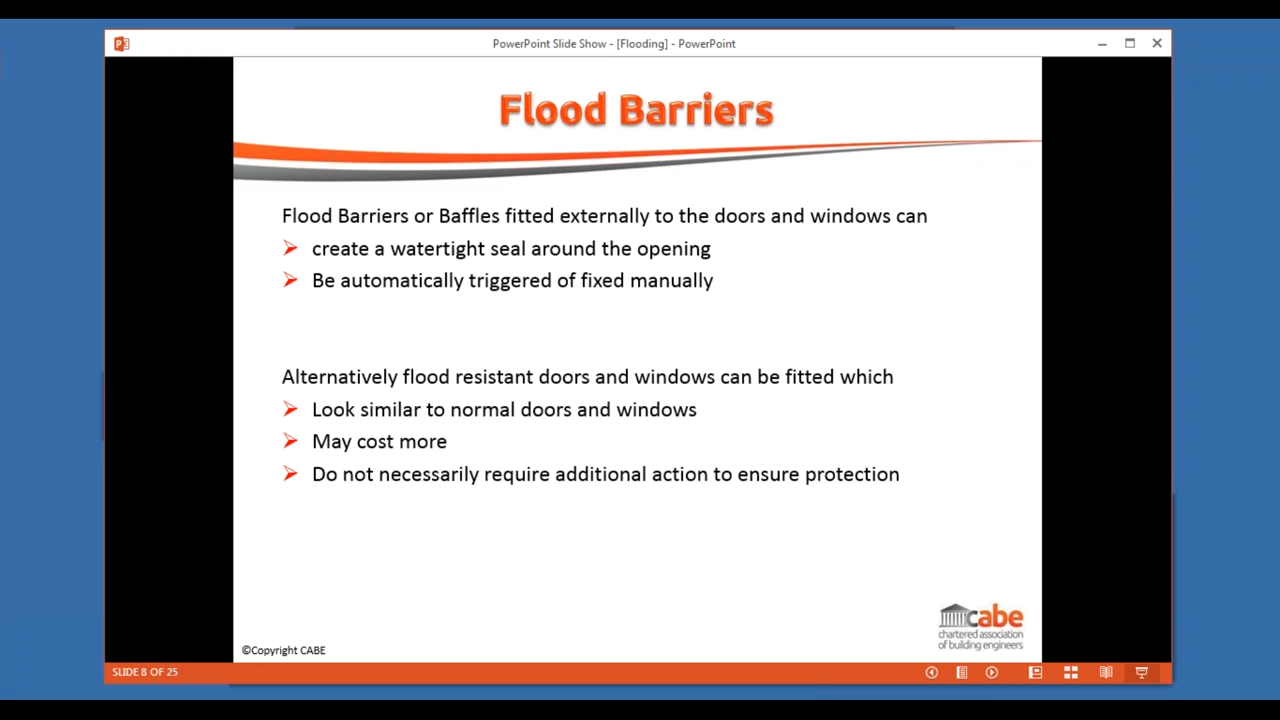 PowerPoint Slide Show - [Flooding] - PowerPoint
Flood Barriers
Flood Barriers or Baffles fitted externally to the doors and windows can
create a watertight seal around the opening
Be automatically triggered of fixed manually
Alternatively flood resistant doors and windows can be fitted which
Look similar to normal doors and windows
May cost more
Do not necessarily require additional action to ensure protection
cabe
chartered association
of building engineers
©Copyright CABE
SLIDE 8 OF 25